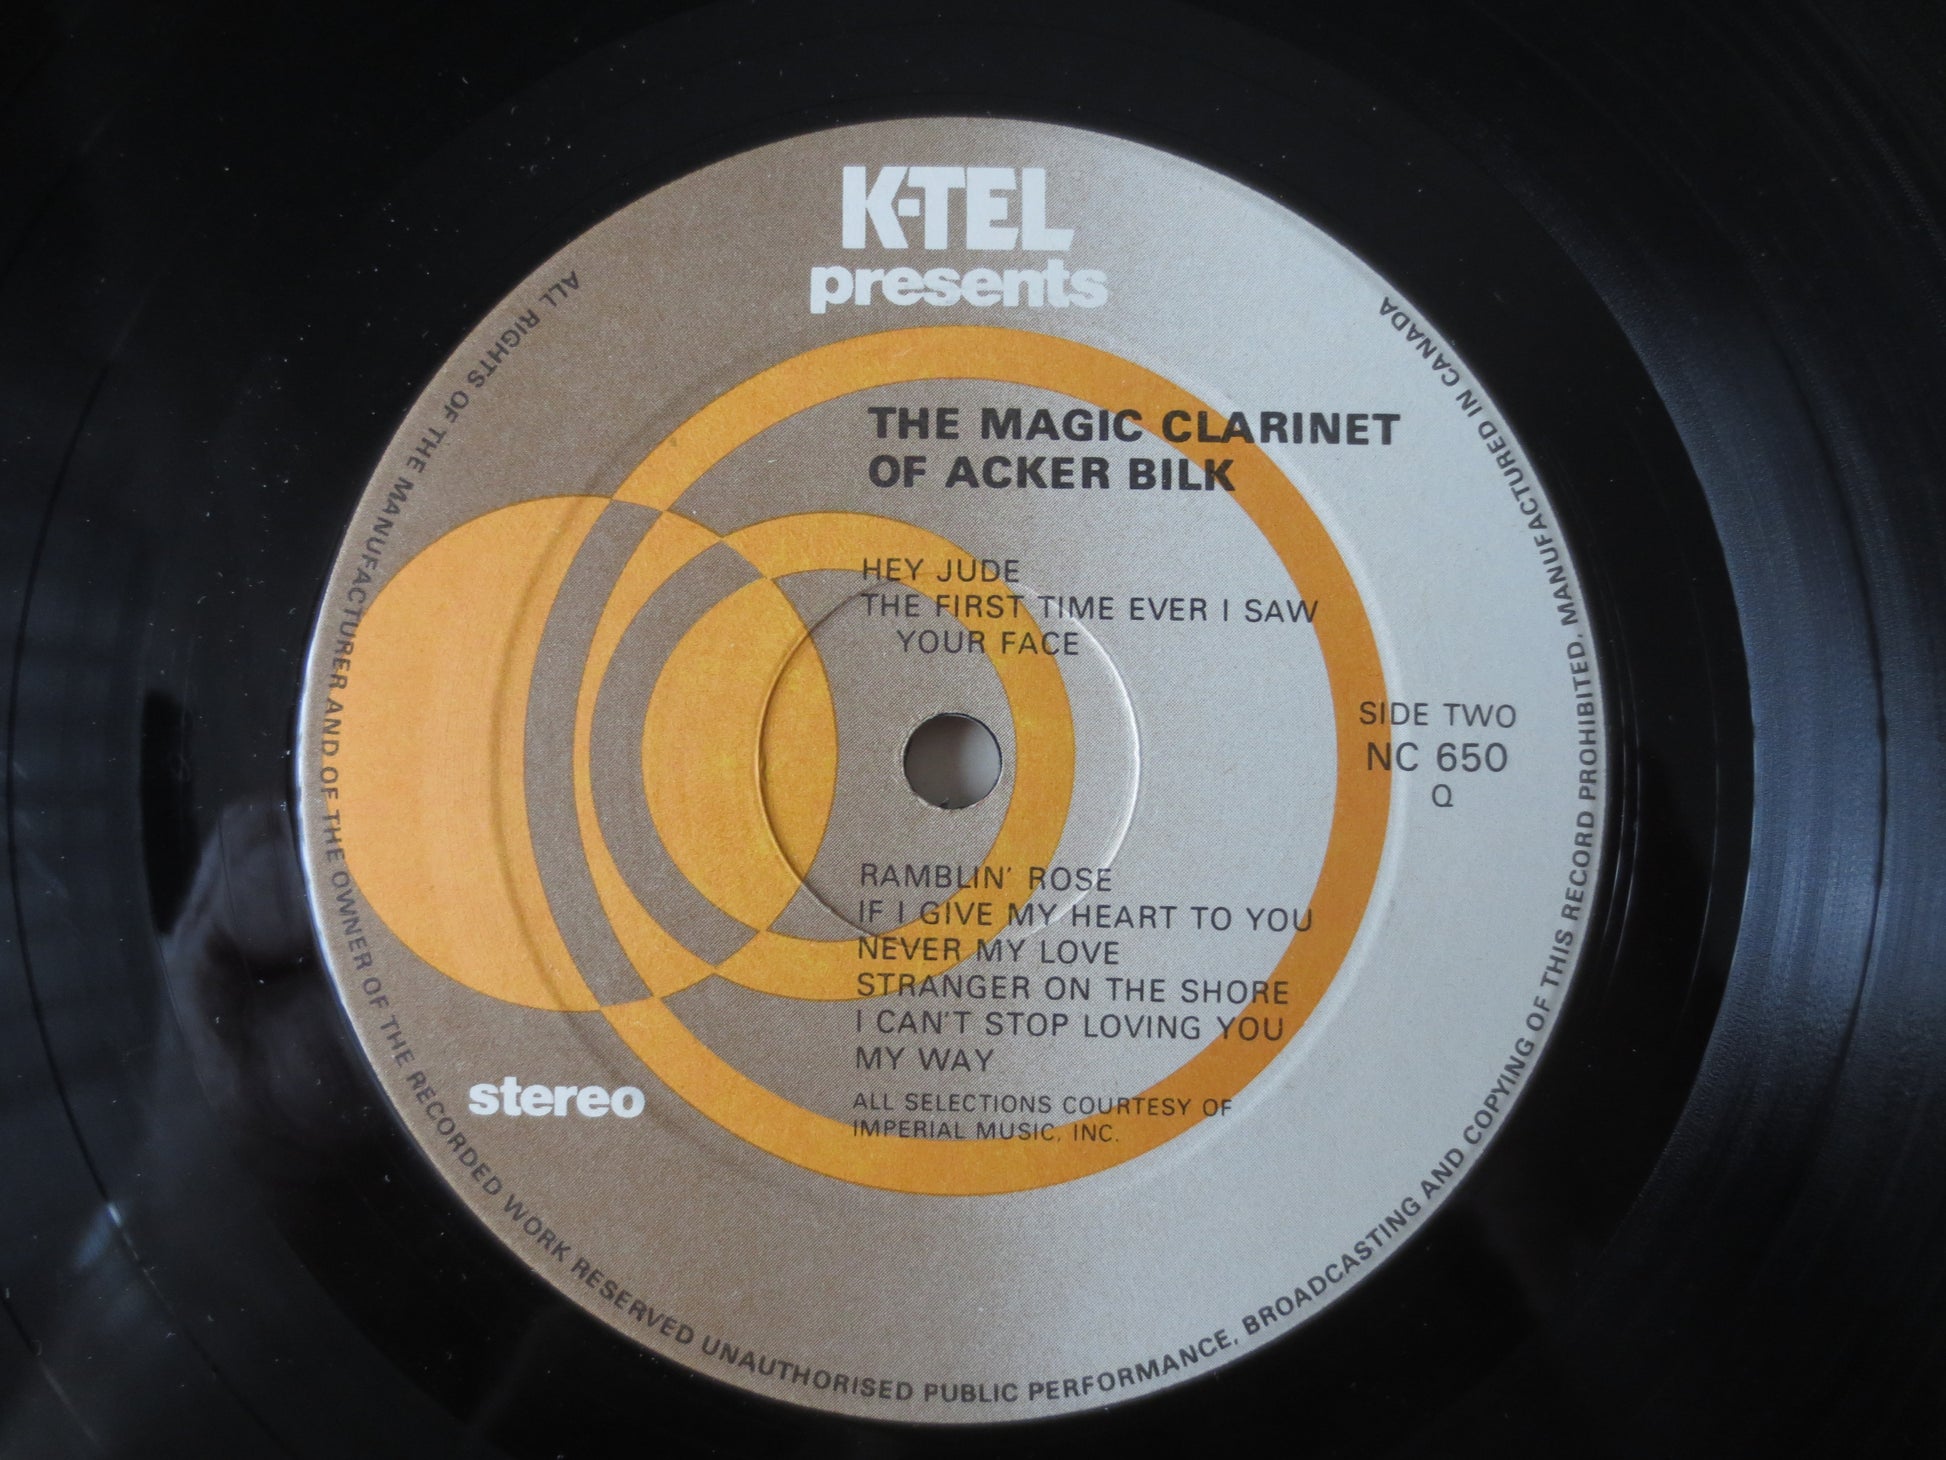 K-TEL
presents
THE MAGIC CLARINET
OF ACKER BILK
HEY JUDE
THE FIRST TIME EVER I SAW
YOUR FACE
SIDE TWO
NC 650
Q
RAMBLIN' ROSE
IF I GIVE MY HEART TO YOU
NEVER MY LOVE
STRANGER ON THE SHORE
I CAN'T STOP LOVING YOU
MY WAY
ALL SELECTIONS COURTESY OF
IMPERIAL MUSIC, INC.
stereo
ALL RIGHTS OF THE MANUFACTURER AND OF THE OWNER OF THE RECORDED WORK RESERVED UNAUTHORISED PUBLIC PERFORMANCE, BROADCASTING AND COPYING OF THIS RECORD PROHIBITED, MANUFACTURED IN CANADA